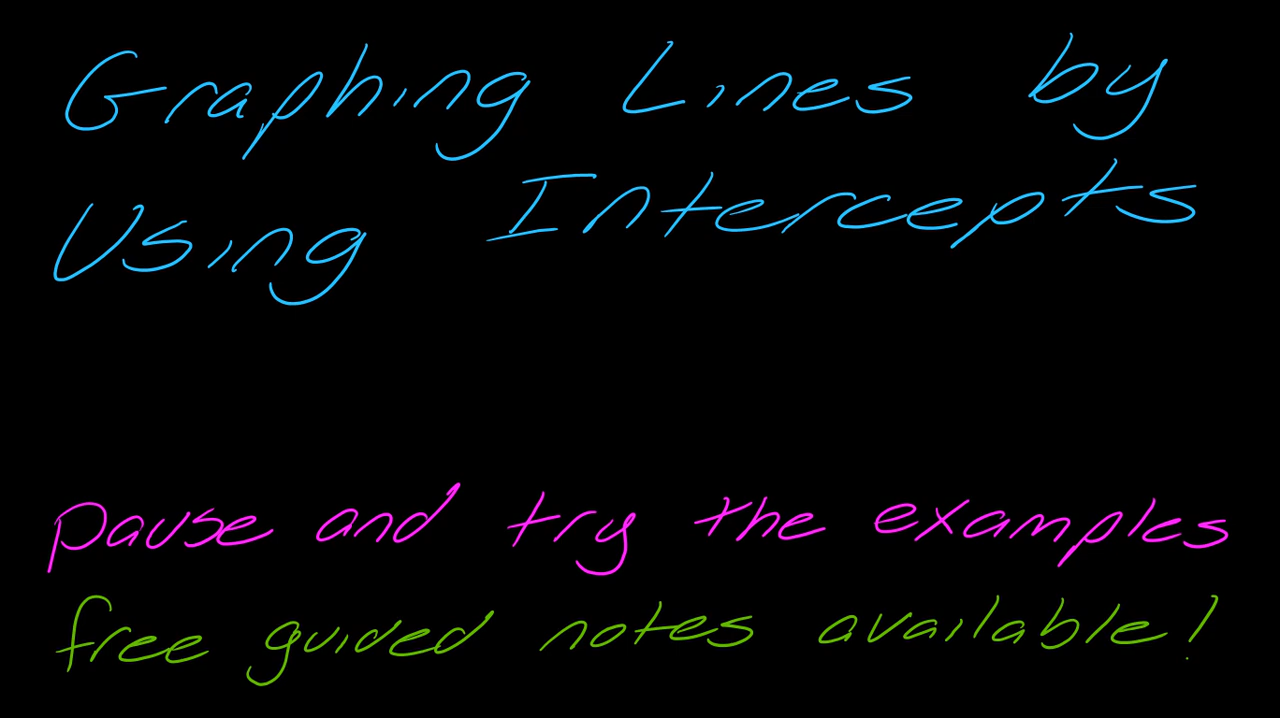 Graphing Lines by
Using Intercepts
pause and try the examples
free guided notes available!